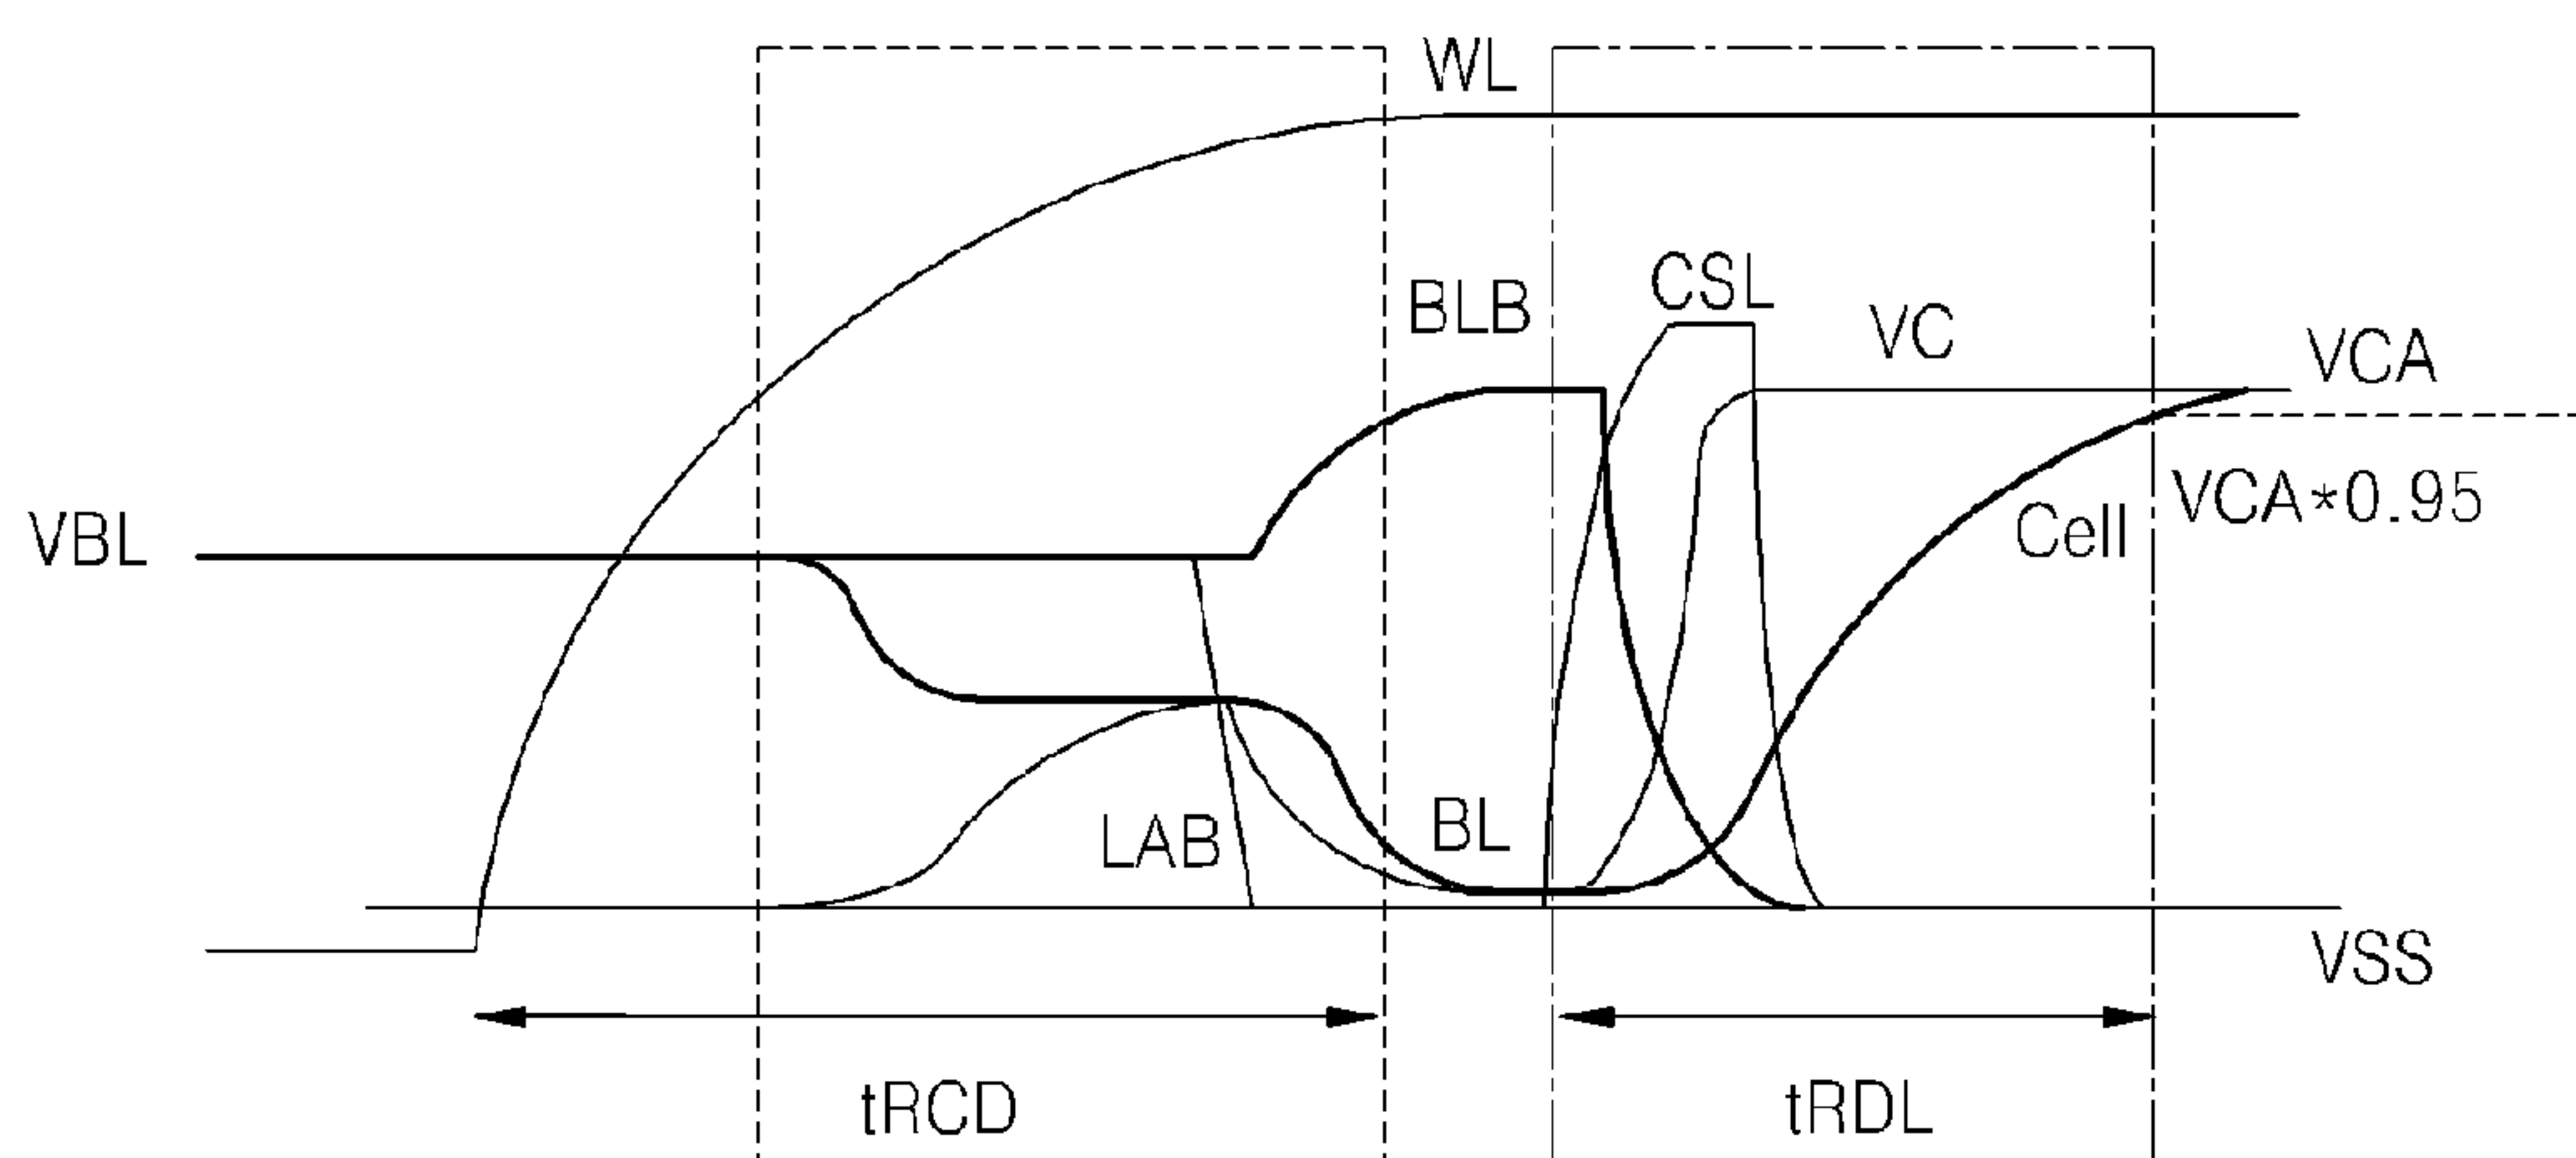 WL
CSL
BLB
VC
VCA
VBL
VCA*0.95
Cell
LAB
BL
VSS
tRCD
tRDL